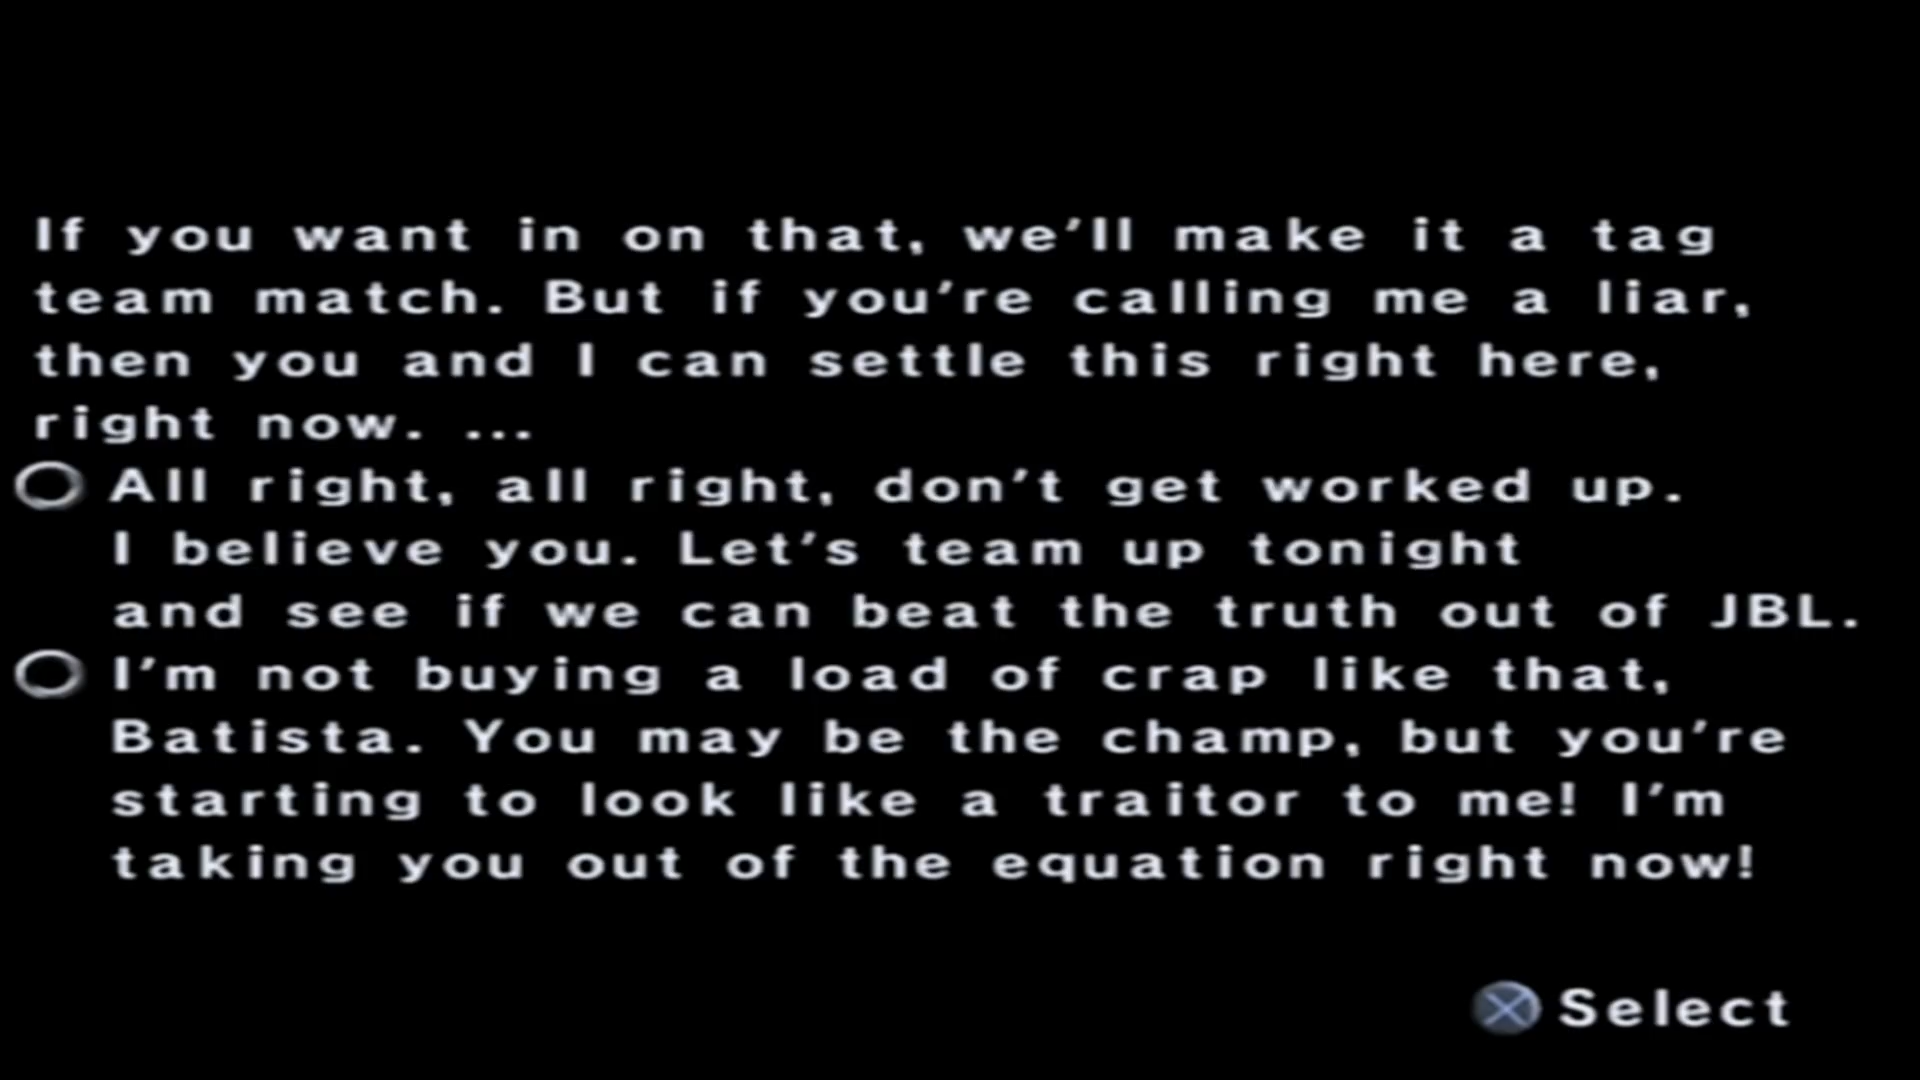 If you want in on that, we'll make it a tag
team match. But if you're calling me a liar,
then you and I can settle this right here,
right now. ...
All right, all right, don't get worked up.
I believe you. Let's team up tonight
and see if we can beat the truth out of JBL.
I'm not buying a load of crap like that,
Batista. You may be the champ, but you're
starting to look like a traitor to me! I'm
taking you out of the equation right now!
Select